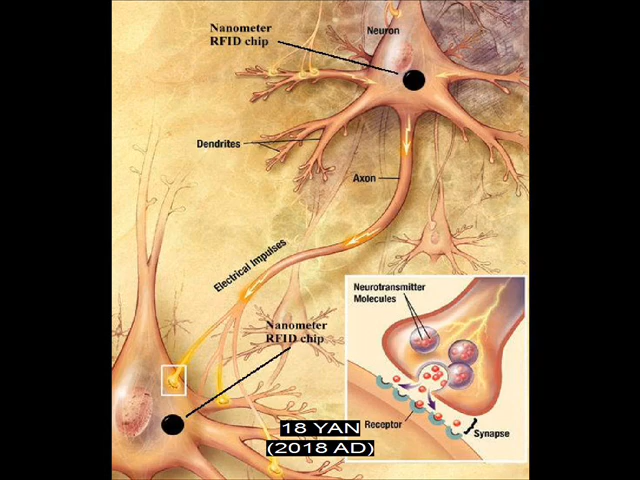 Nanometer
RFID chip
Neuron
Dendrites
Axon
Electrical Impulses
Neurotransmitter
Molecules
Nanometer
RFID chip
Receptor
Synapse
18 YAN
(2018 AD)